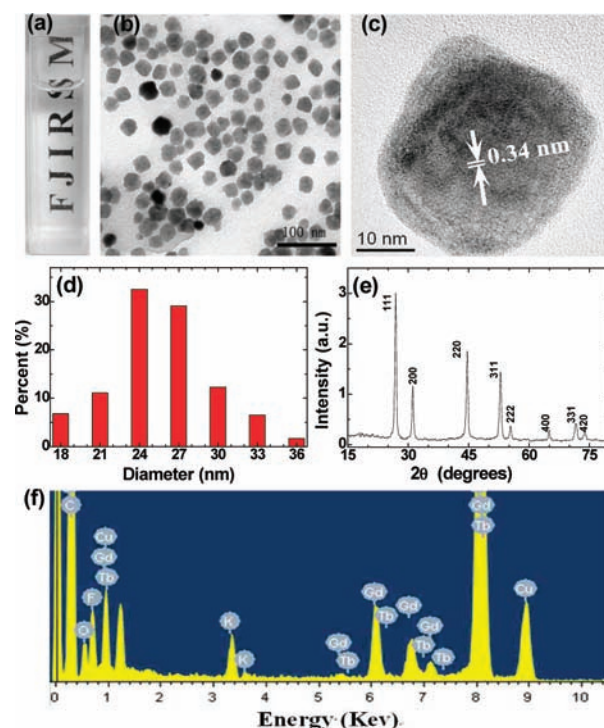 (a)
FJIRSM
(b)
100 nm
(c)
0.34 nm
10 nm
(d)
Percent (%)
30
20
10
0
18 21 24 27 30 33 36
Diameter (nm)
(e)
Intensity (a.u.)
3
2
1
0
111
200
220
311
222
400
331
420
15 30 45 60 75
2θ (degrees)
(f)
C
O
F
Cu
Gd
Tb
K
K
Gd
Tb
Gd
Tb
Gd
Tb
Gd
Tb
Gd
Tb
Cu
0 1 2 3 4 5 6 7 8 9 10
Energy (Kev)